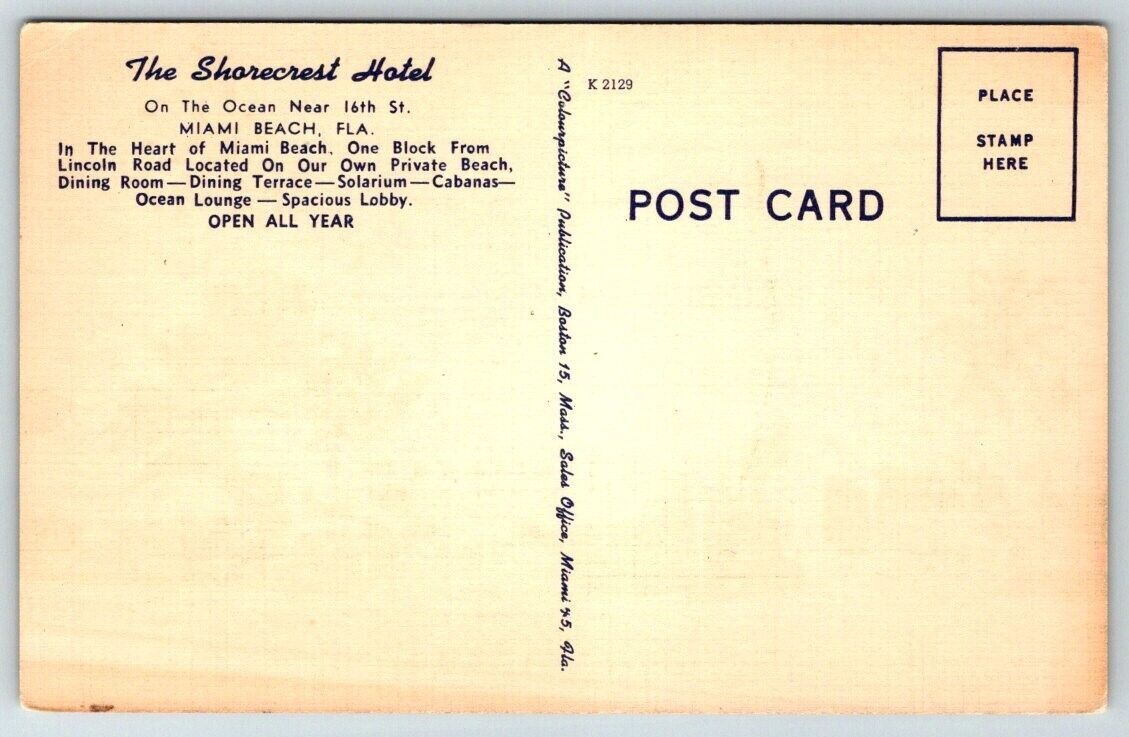 The Shorecrest Hotel
On The Ocean Near 16th St.
MIAMI BEACH, FLA.
In The Heart of Miami Beach, One Block From
Lincoln Road Located On Our Own Private Beach,
Dining Room — Dining Terrace — Solarium — Cabanas —
Ocean Lounge — Spacious Lobby.
OPEN ALL YEAR
A "Colourpicture" Publication, Boston 15, Mass., Sales Office, Miami 45, Fla.
K 2129
POST CARD
PLACE
STAMP
HERE